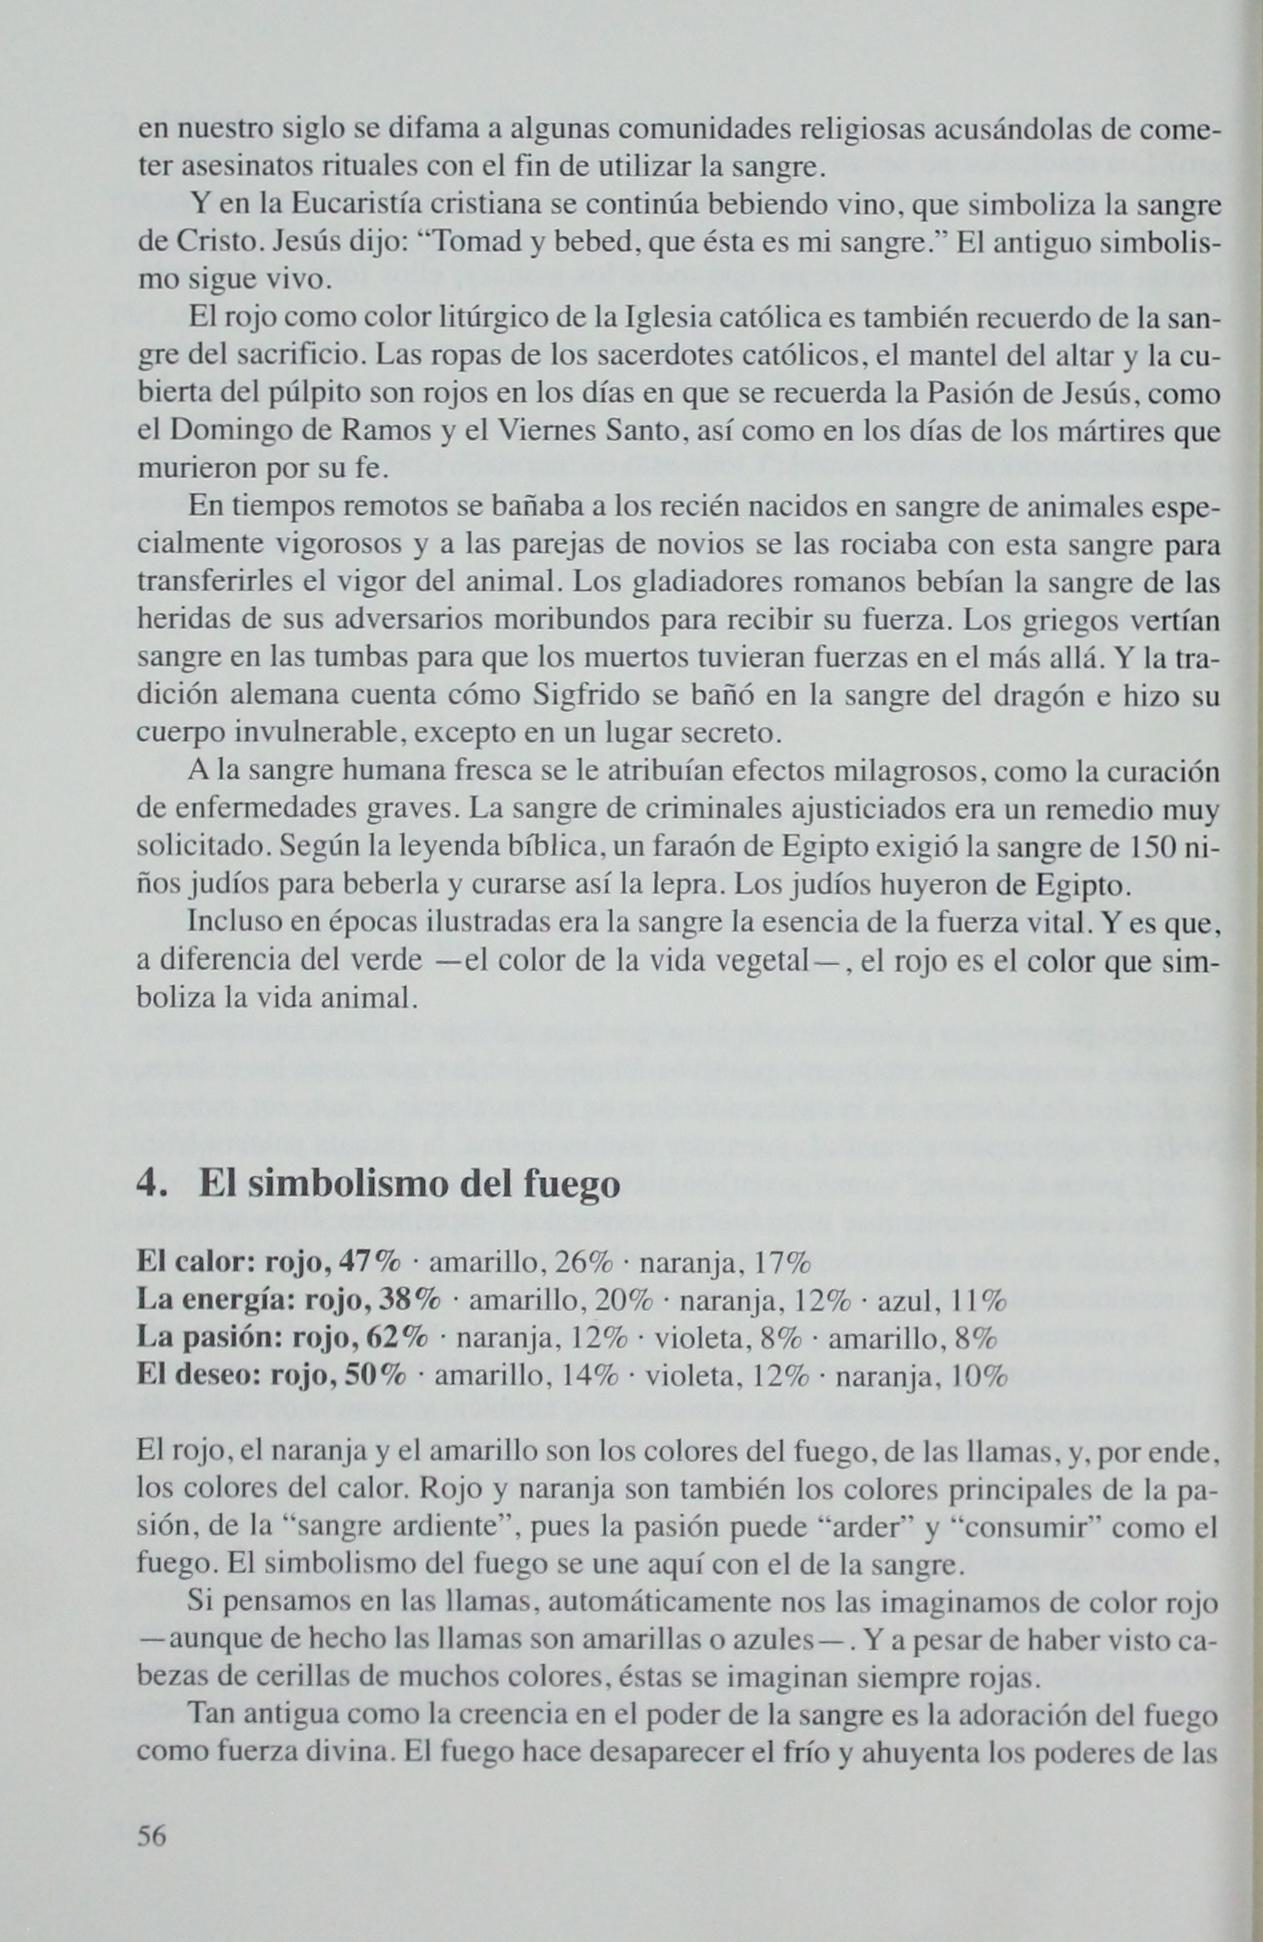 en nuestro siglo se difama a algunas comunidades religiosas acusándolas de come-
ter asesinatos rituales con el fin de utilizar la sangre.
Y en la Eucaristía cristiana se continúa bebiendo vino, que simboliza la sangre
de Cristo. Jesús dijo: “Tomad y bebed, que ésta es mi sangre.” El antiguo simbolis-
mo sigue vivo.
El rojo como color litúrgico de la Iglesia católica es también recuerdo de la san-
gre del sacrificio. Las ropas de los sacerdotes católicos, el mantel del altar y la cu-
bierta del púlpito son rojos en los días en que se recuerda la Pasión de Jesús, como
el Domingo de Ramos y el Viernes Santo, así como en los días de los mártires que
murieron por su fe.
En tiempos remotos se bañaba a los recién nacidos en sangre de animales espe-
cialmente vigorosos y a las parejas de novios se las rociaba con esta sangre para
transferirles el vigor del animal. Los gladiadores romanos bebían la sangre de las
heridas de sus adversarios moribundos para recibir su fuerza. Los griegos vertían
sangre en las tumbas para que los muertos tuvieran fuerzas en el más allá. Y la tra-
dición alemana cuenta cómo Sigfrido se bañó en la sangre del dragón e hizo su
cuerpo invulnerable, excepto en un lugar secreto.
A la sangre humana fresca se le atribuían efectos milagrosos, como la curación
de enfermedades graves. La sangre de criminales ajusticiados era un remedio muy
solicitado. Según la leyenda bíblica, un faraón de Egipto exigió la sangre de 150 ni-
ños judíos para beberla y curarse así la lepra. Los judíos huyeron de Egipto.
Incluso en épocas ilustradas era la sangre la esencia de la fuerza vital. Y es que,
a diferencia del verde —el color de la vida vegetal—, el rojo es el color que sim-
boliza la vida animal.
4. El simbolismo del fuego
El calor: rojo, 47% · amarillo, 26% · naranja, 17%
La energía: rojo, 38% · amarillo, 20% · naranja, 12% · azul, 11%
La pasión: rojo, 62% · naranja, 12% · violeta, 8% · amarillo, 8%
El deseo: rojo, 50% · amarillo, 14% · violeta, 12% · naranja, 10%
El rojo, el naranja y el amarillo son los colores del fuego, de las llamas, y, por ende,
los colores del calor. Rojo y naranja son también los colores principales de la pa-
sión, de la “sangre ardiente”, pues la pasión puede “arder” y “consumir” como el
fuego. El simbolismo del fuego se une aquí con el de la sangre.
Si pensamos en las llamas, automáticamente nos las imaginamos de color rojo
—aunque de hecho las llamas son amarillas o azules—. Y a pesar de haber visto ca-
bezas de cerillas de muchos colores, éstas se imaginan siempre rojas.
Tan antigua como la creencia en el poder de la sangre es la adoración del fuego
como fuerza divina. El fuego hace desaparecer el frío y ahuyenta los poderes de las
56